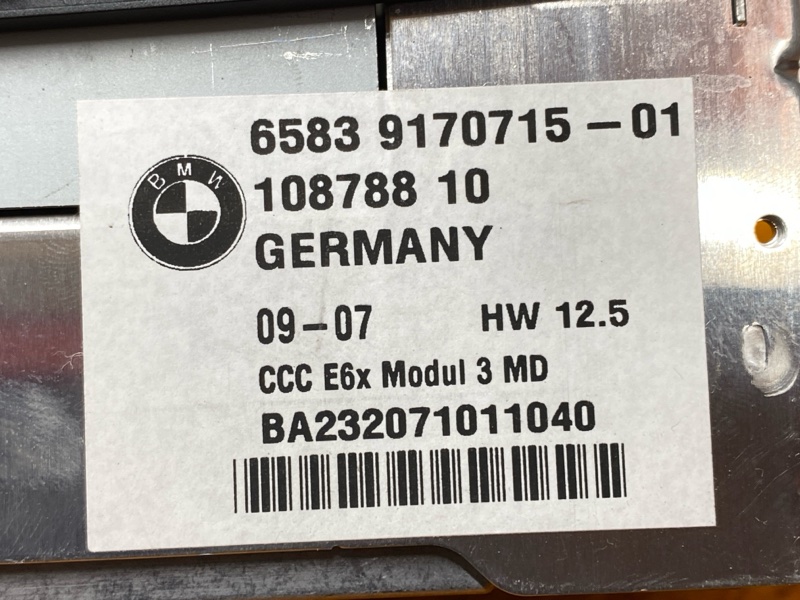 6583 9170715 – 01
BMW
108788 10
GERMANY
09 – 07 HW 12.5
CCC E6x Modul 3 MD
BA232071011040